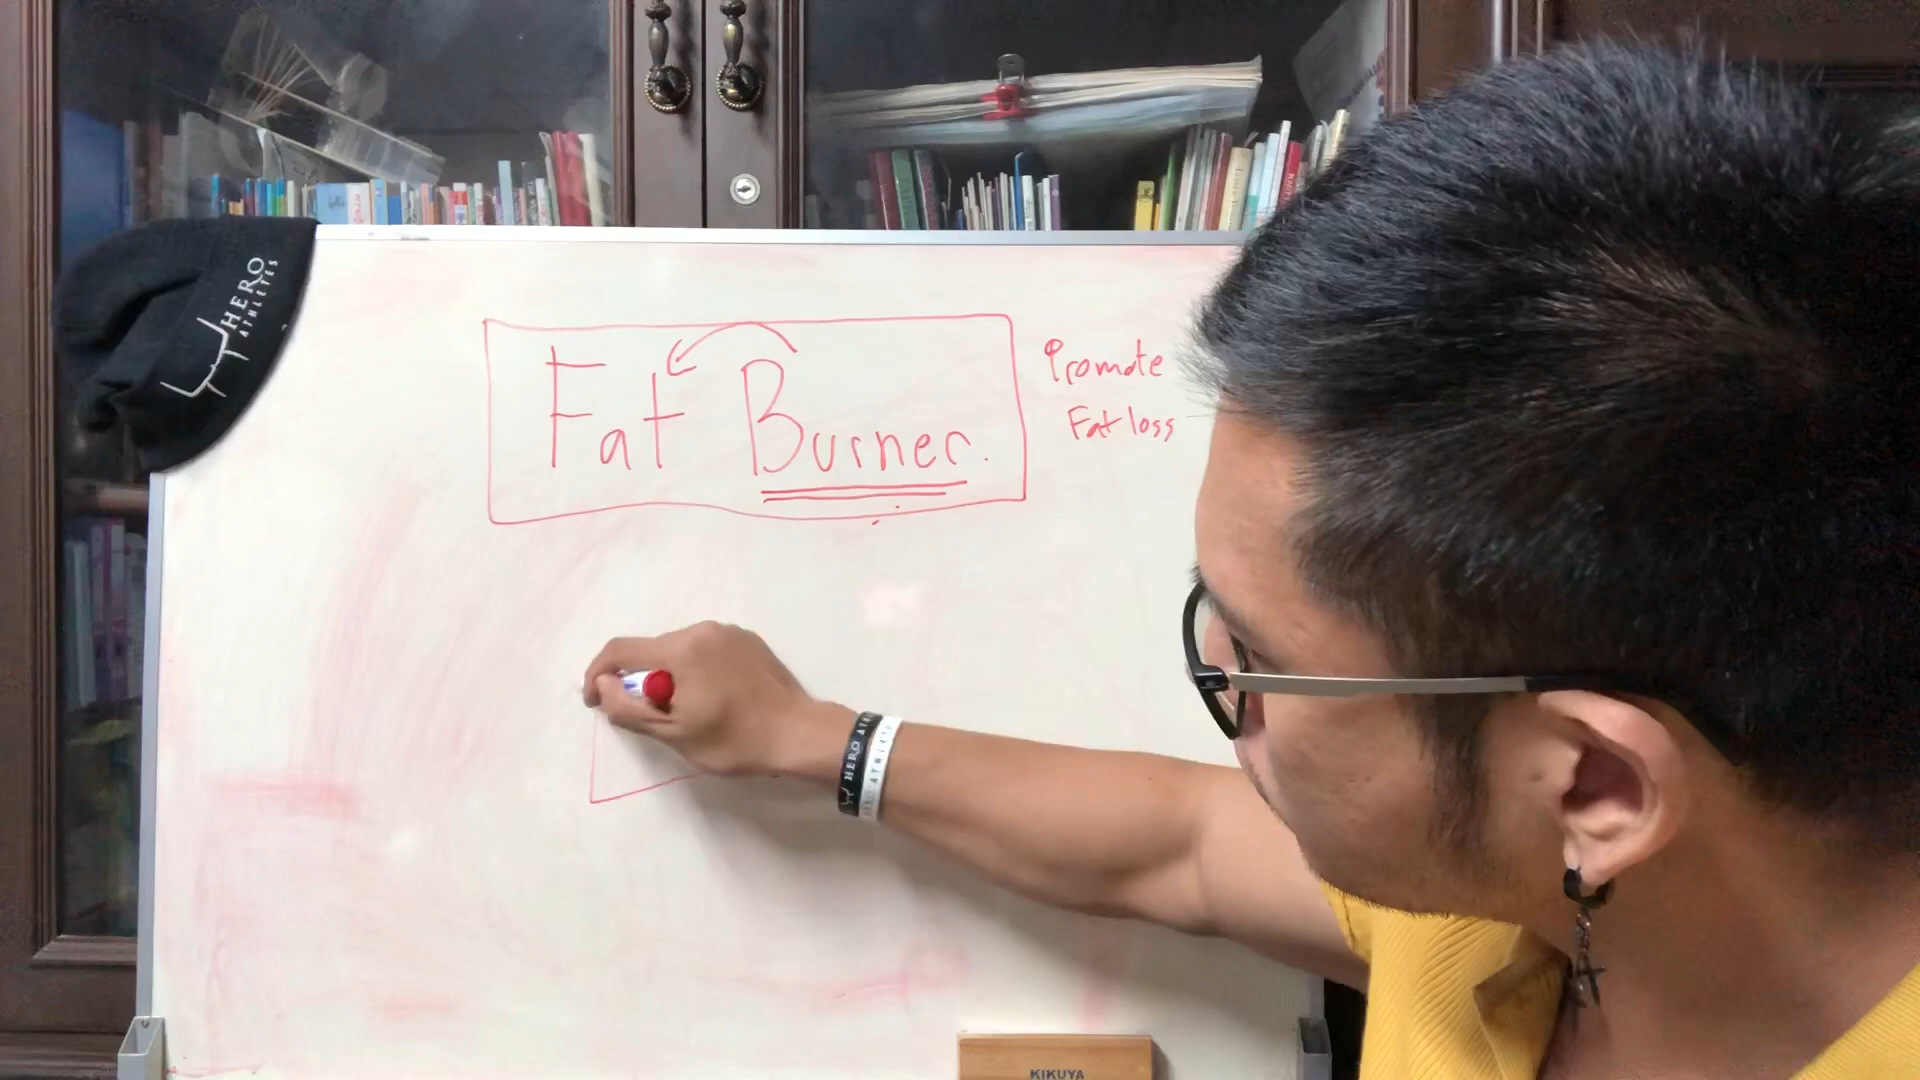 HERO
ATHLETES
Fat Burner.
Promote
Fat loss
HERO
KIKUYA